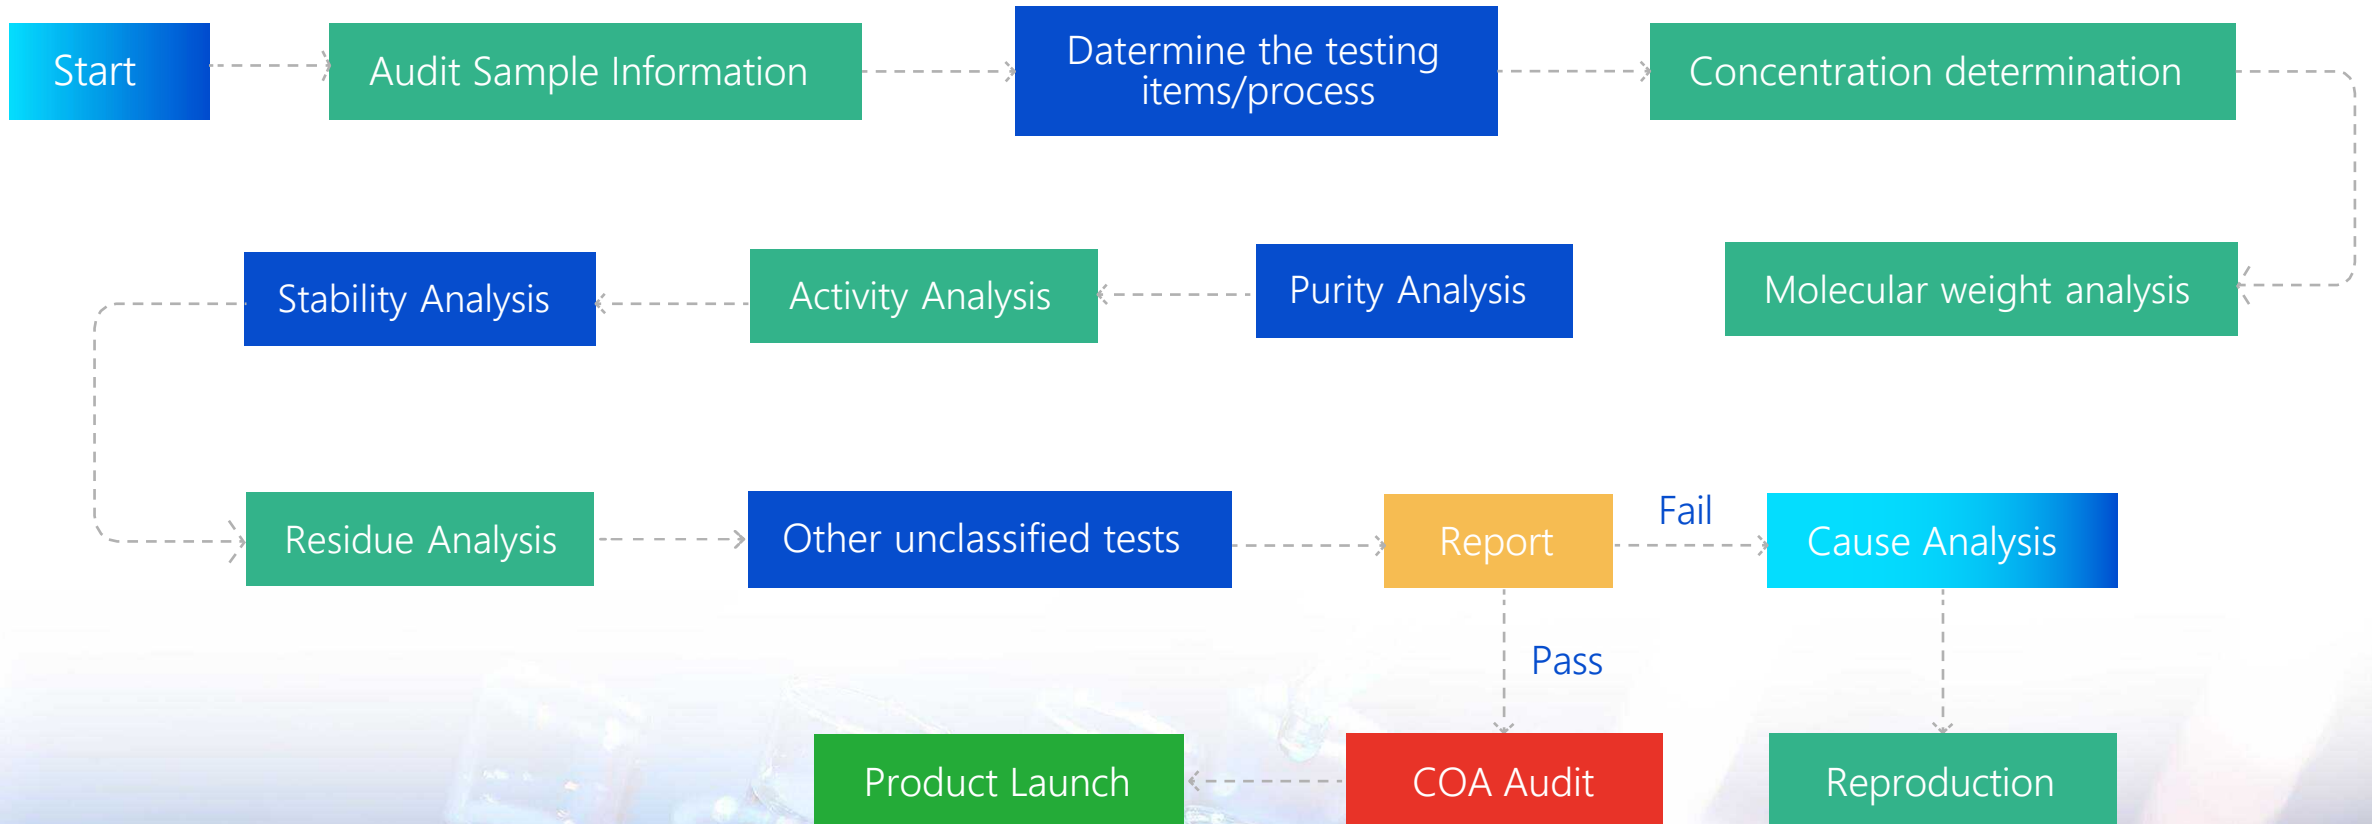 Start
Audit Sample Information
Datermine the testing
items/process
Concentration determination
Molecular weight analysis
Purity Analysis
Activity Analysis
Stability Analysis
Residue Analysis
Other unclassified tests
Report
Fail
Cause Analysis
Pass
Reproduction
COA Audit
Product Launch